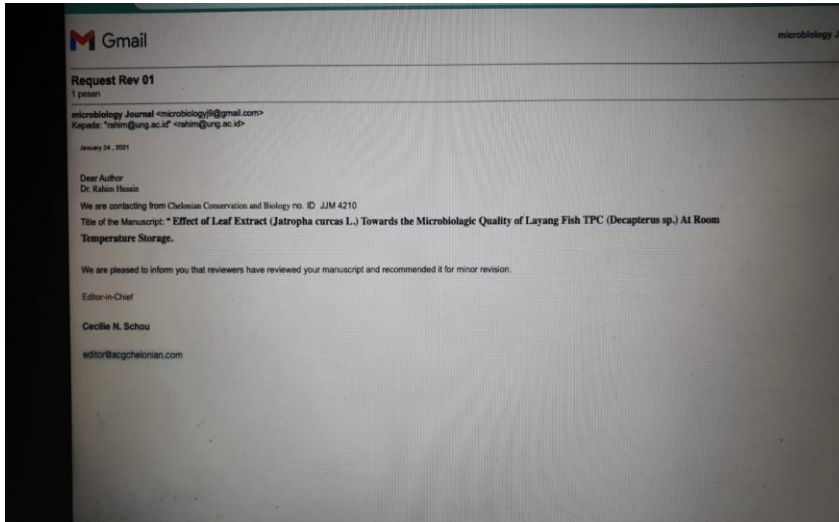 Gmail
microbiology J
Request Rev 01
1 pesan
microbiology Journal <microbiologyj9@gmail.com>
Kepada: "rahim@ung.ac.id" <rahim@ung.ac.id>
January 24 , 2021
Deer Author
Dr. Rahim Husain
We are contacting from Chelonian Conservation and Biology no. ID JJM 4210
Title of the Manuscript: " Effect of Leaf Extract (Jatropha curcas L.) Towards the Microbiolagic Quality of Layang Fish TPC (Decapterus sp.) At Room
Temperature Storage.
We are pleased to inform you that reviewers have reviewed your manuscript and recommended it for minor revision.
Editor-in-Chief
Cecilie N. Schou
editor@acgchelonian.com